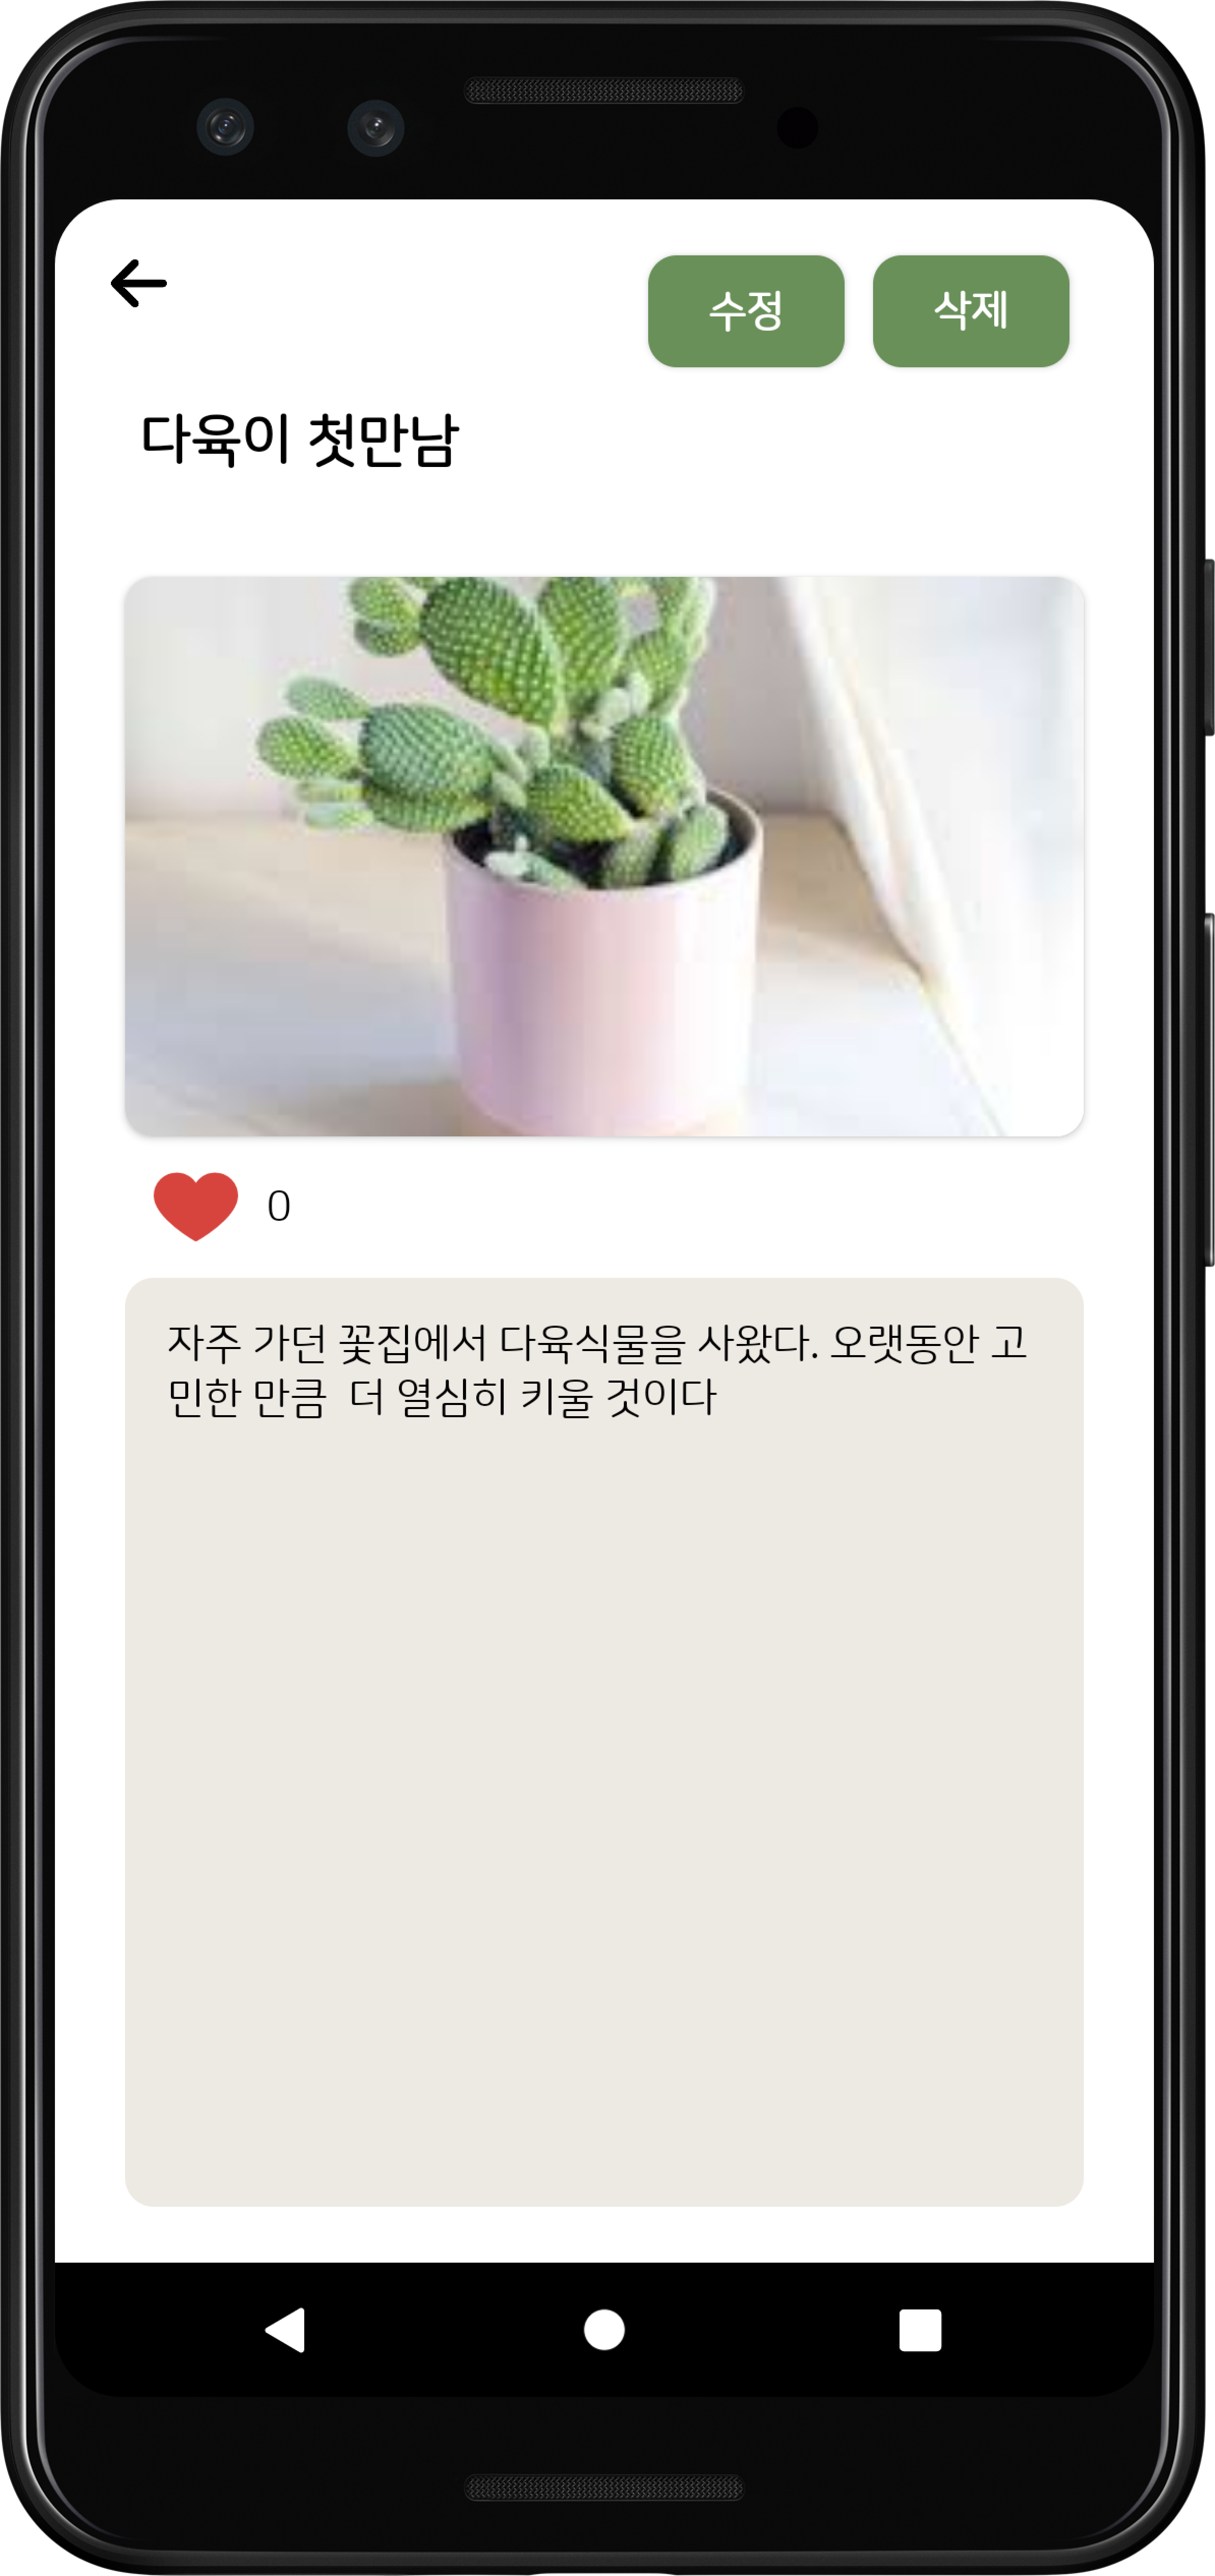 수정 삭제
다육이 첫만남
0
자주 가던 꽃집에서 다육식물을 사왔다. 오랫동안 고
민한 만큼  더 열심히 키울 것이다